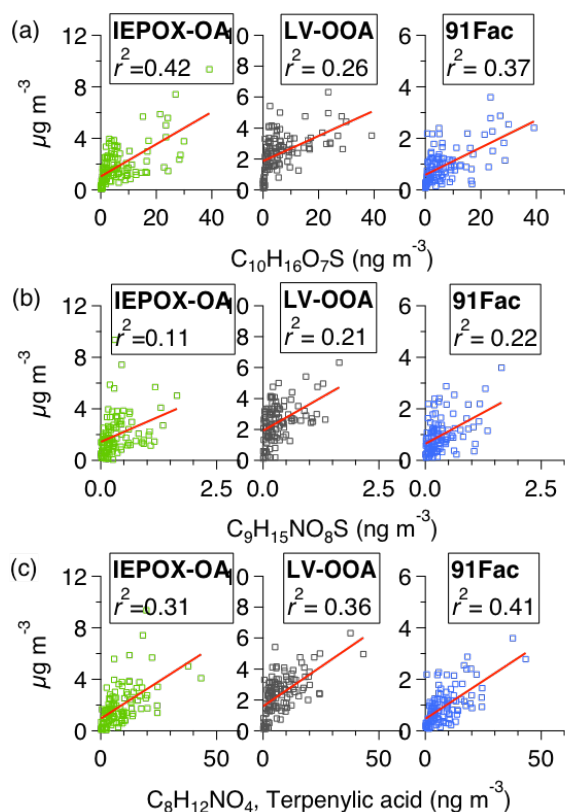 (a)
IEPOX-OA
LV-OOA
91Fac
r²=0.42
r²= 0.26
r²= 0.37
µg m⁻³
12
8
4
0
10
8
6
4
2
0
6
4
2
0
0 20 40
0 20 40
0 20 40
C₁₀H₁₆O₇S (ng m⁻³)
(b)
IEPOX-OA
LV-OOA
91Fac
r²=0.11
r²= 0.21
r²= 0.22
µg m⁻³
12
8
4
0
10
8
6
4
2
0
6
4
2
0
0.0 2.5
0.0 2.5
0.0 2.5
C₉H₁₅NO₈S (ng m⁻³)
(c)
IEPOX-OA
LV-OOA
91Fac
r²= 0.31
r²= 0.36
r²= 0.41
µg m⁻³
12
8
4
0
10
8
6
4
2
0
6
4
2
0
0 50
0 50
0 50
C₈H₁₂NO₄, Terpenylic acid (ng m⁻³)